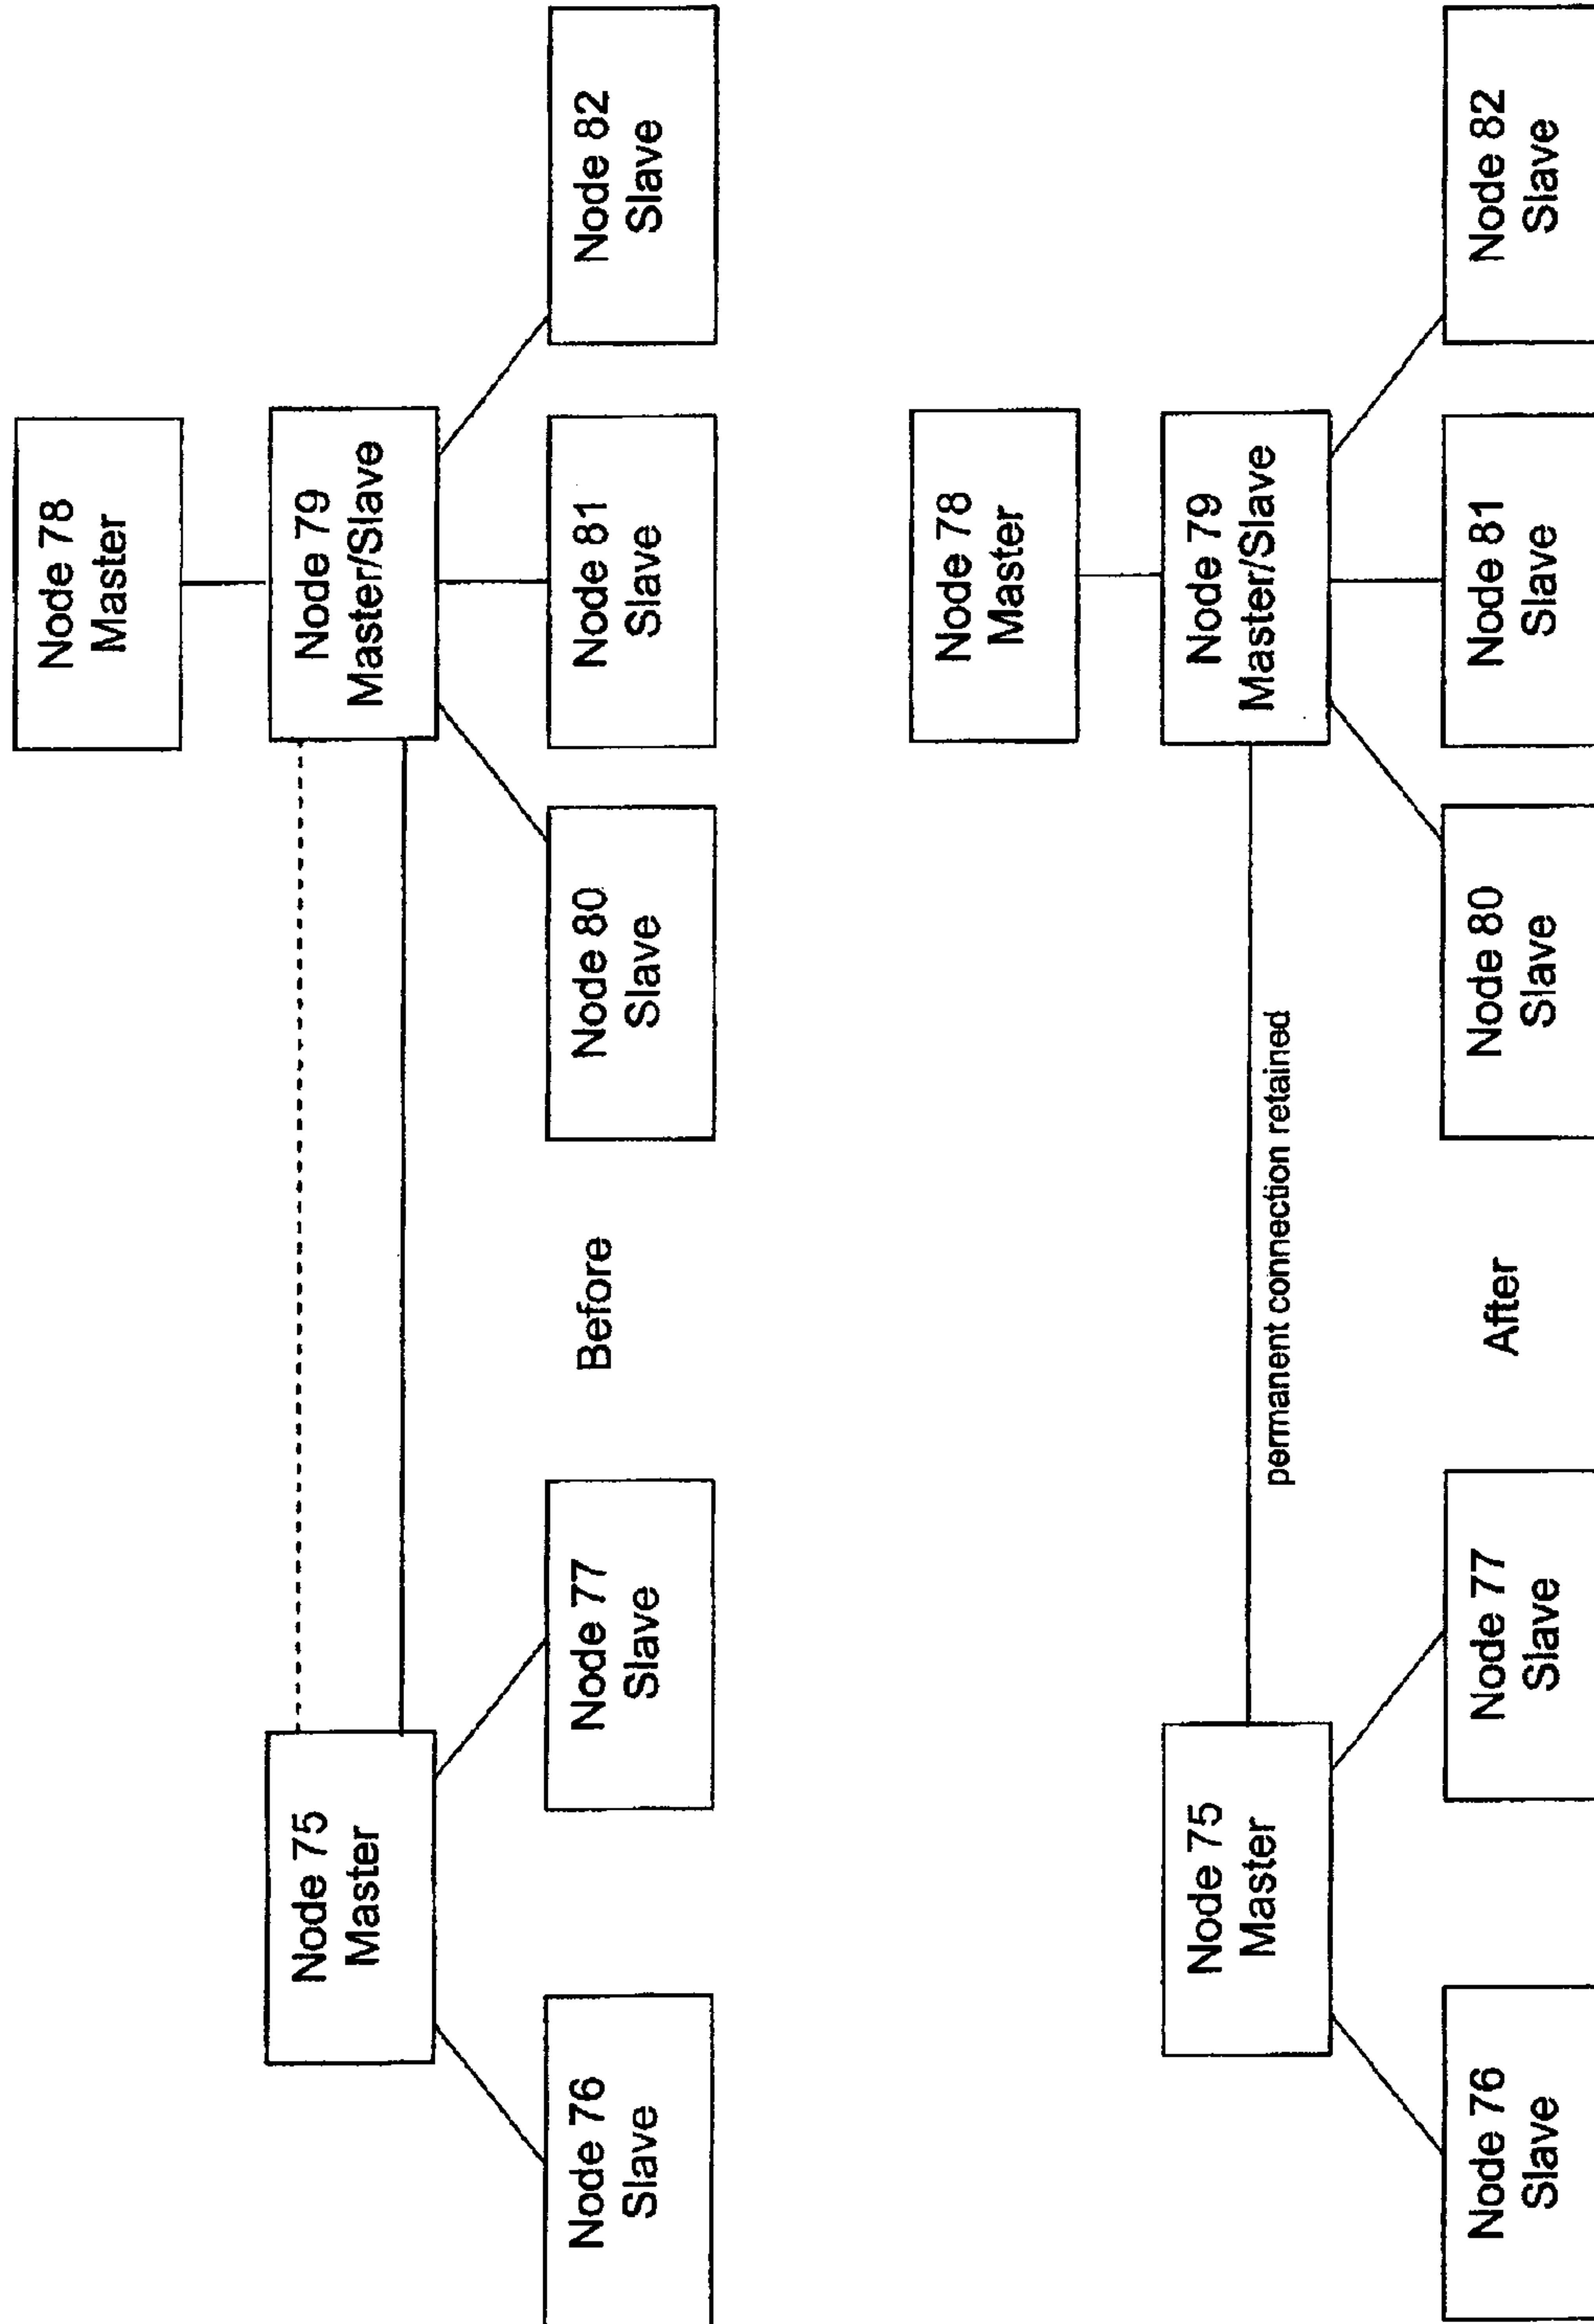 Node 78
Master
Node 75
Master
Node 79
Master/Slave
Node 76
Slave
Node 77
Slave
Before
Node 80
Slave
Node 81
Slave
Node 82
Slave
Node 78
Master
Node 75
Master
permanent connection retained
Node 79
Master/Slave
Node 76
Slave
Node 77
Slave
After
Node 80
Slave
Node 81
Slave
Node 82
Slave